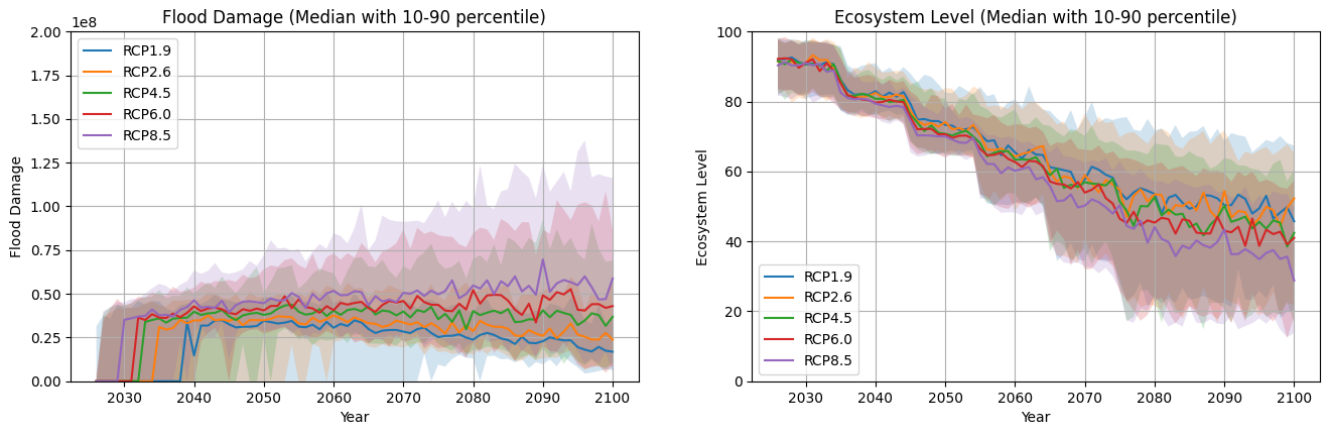 Flood Damage (Median with 10-90 percentile)
1e8
2.00
1.75
1.50
1.25
1.00
0.75
0.50
0.25
0.00
Flood Damage
RCP1.9
RCP2.6
RCP4.5
RCP6.0
RCP8.5
2030 2040 2050 2060 2070 2080 2090 2100
Year
Ecosystem Level (Median with 10-90 percentile)
100
80
60
40
20
0
Ecosystem Level
RCP1.9
RCP2.6
RCP4.5
RCP6.0
RCP8.5
2030 2040 2050 2060 2070 2080 2090 2100
Year